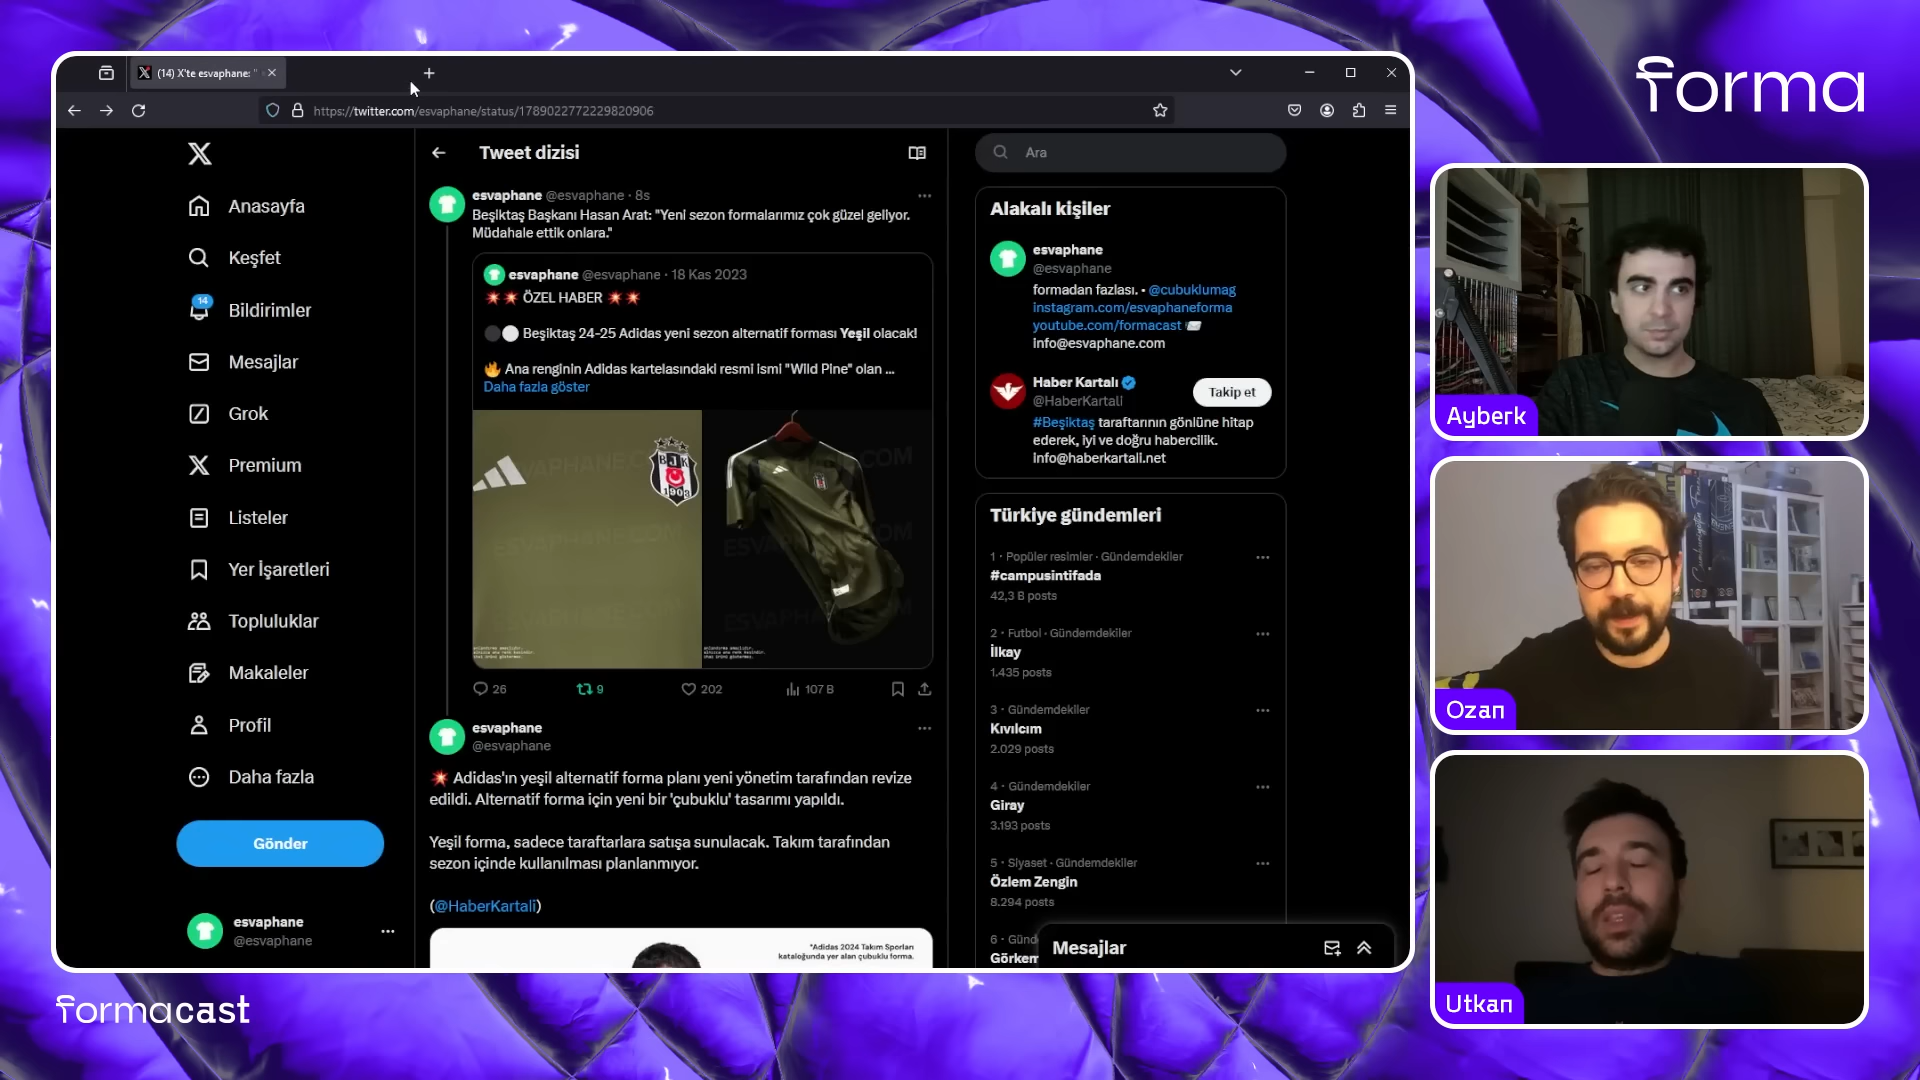 (14) X'te esvaphane: "
https://twitter.com/esvaphane/status/1789022772229820906
forma
Anasayfa
Keşfet
14
Bildirimler
Mesajlar
Grok
Premium
Listeler
Yer İşaretleri
Topluluklar
Makaleler
Profil
Daha fazla
Gönder
esvaphane
@esvaphane
Tweet dizisi
esvaphane @esvaphane · 8s
Beşiktaş Başkanı Hasan Arat: "Yeni sezon formalarımız çok güzel geliyor.
Müdahale ettik onlara."
esvaphane @esvaphane · 18 Kas 2023
💥💥 ÖZEL HABER 💥💥
⚫⚪ Beşiktaş 24-25 Adidas yeni sezon alternatif forması Yeşil olacak!
🔥 Ana renginin Adidas kartelasındaki resmi ismi "Wild Pine" olan ...
Daha fazla göster
BJK
1903
ESVAPHANE.COM
26
9
202
107 B
esvaphane
@esvaphane
💥 Adidas'ın yeşil alternatif forma planı yeni yönetim tarafından revize
edildi. Alternatif forma için yeni bir 'çubuklu' tasarımı yapıldı.
Yeşil forma, sadece taraftarlara satışa sunulacak. Takım tarafından
sezon içinde kullanılması planlanmıyor.
(@HaberKartali)
"Adidas 2024 Takım Sporları
kataloğunda yer alan çubuklu forma.
Ara
Alakalı kişiler
esvaphane
@esvaphane
formadan fazlası. • @cubuklumag
instagram.com/esvaphaneforma
youtube.com/formacast
info@esvaphane.com
Haber Kartalı
@HaberKartali
Takip et
#Beşiktaş taraftarının gönlüne hitap
ederek, iyi ve doğru habercilik.
info@haberkartali.net
Türkiye gündemleri
1 · Popüler resimler · Gündemdekiler
#campusintifada
42,3 B posts
2 · Futbol · Gündemdekiler
İlkay
1.435 posts
3 · Gündemdekiler
Kıvılcım
2.029 posts
4 · Gündemdekiler
Giray
3.193 posts
5 · Siyaset · Gündemdekiler
Özlem Zengin
8.294 posts
6 · Günd
Görkem
Mesajlar
Ayberk
Ozan
Utkan
formacast